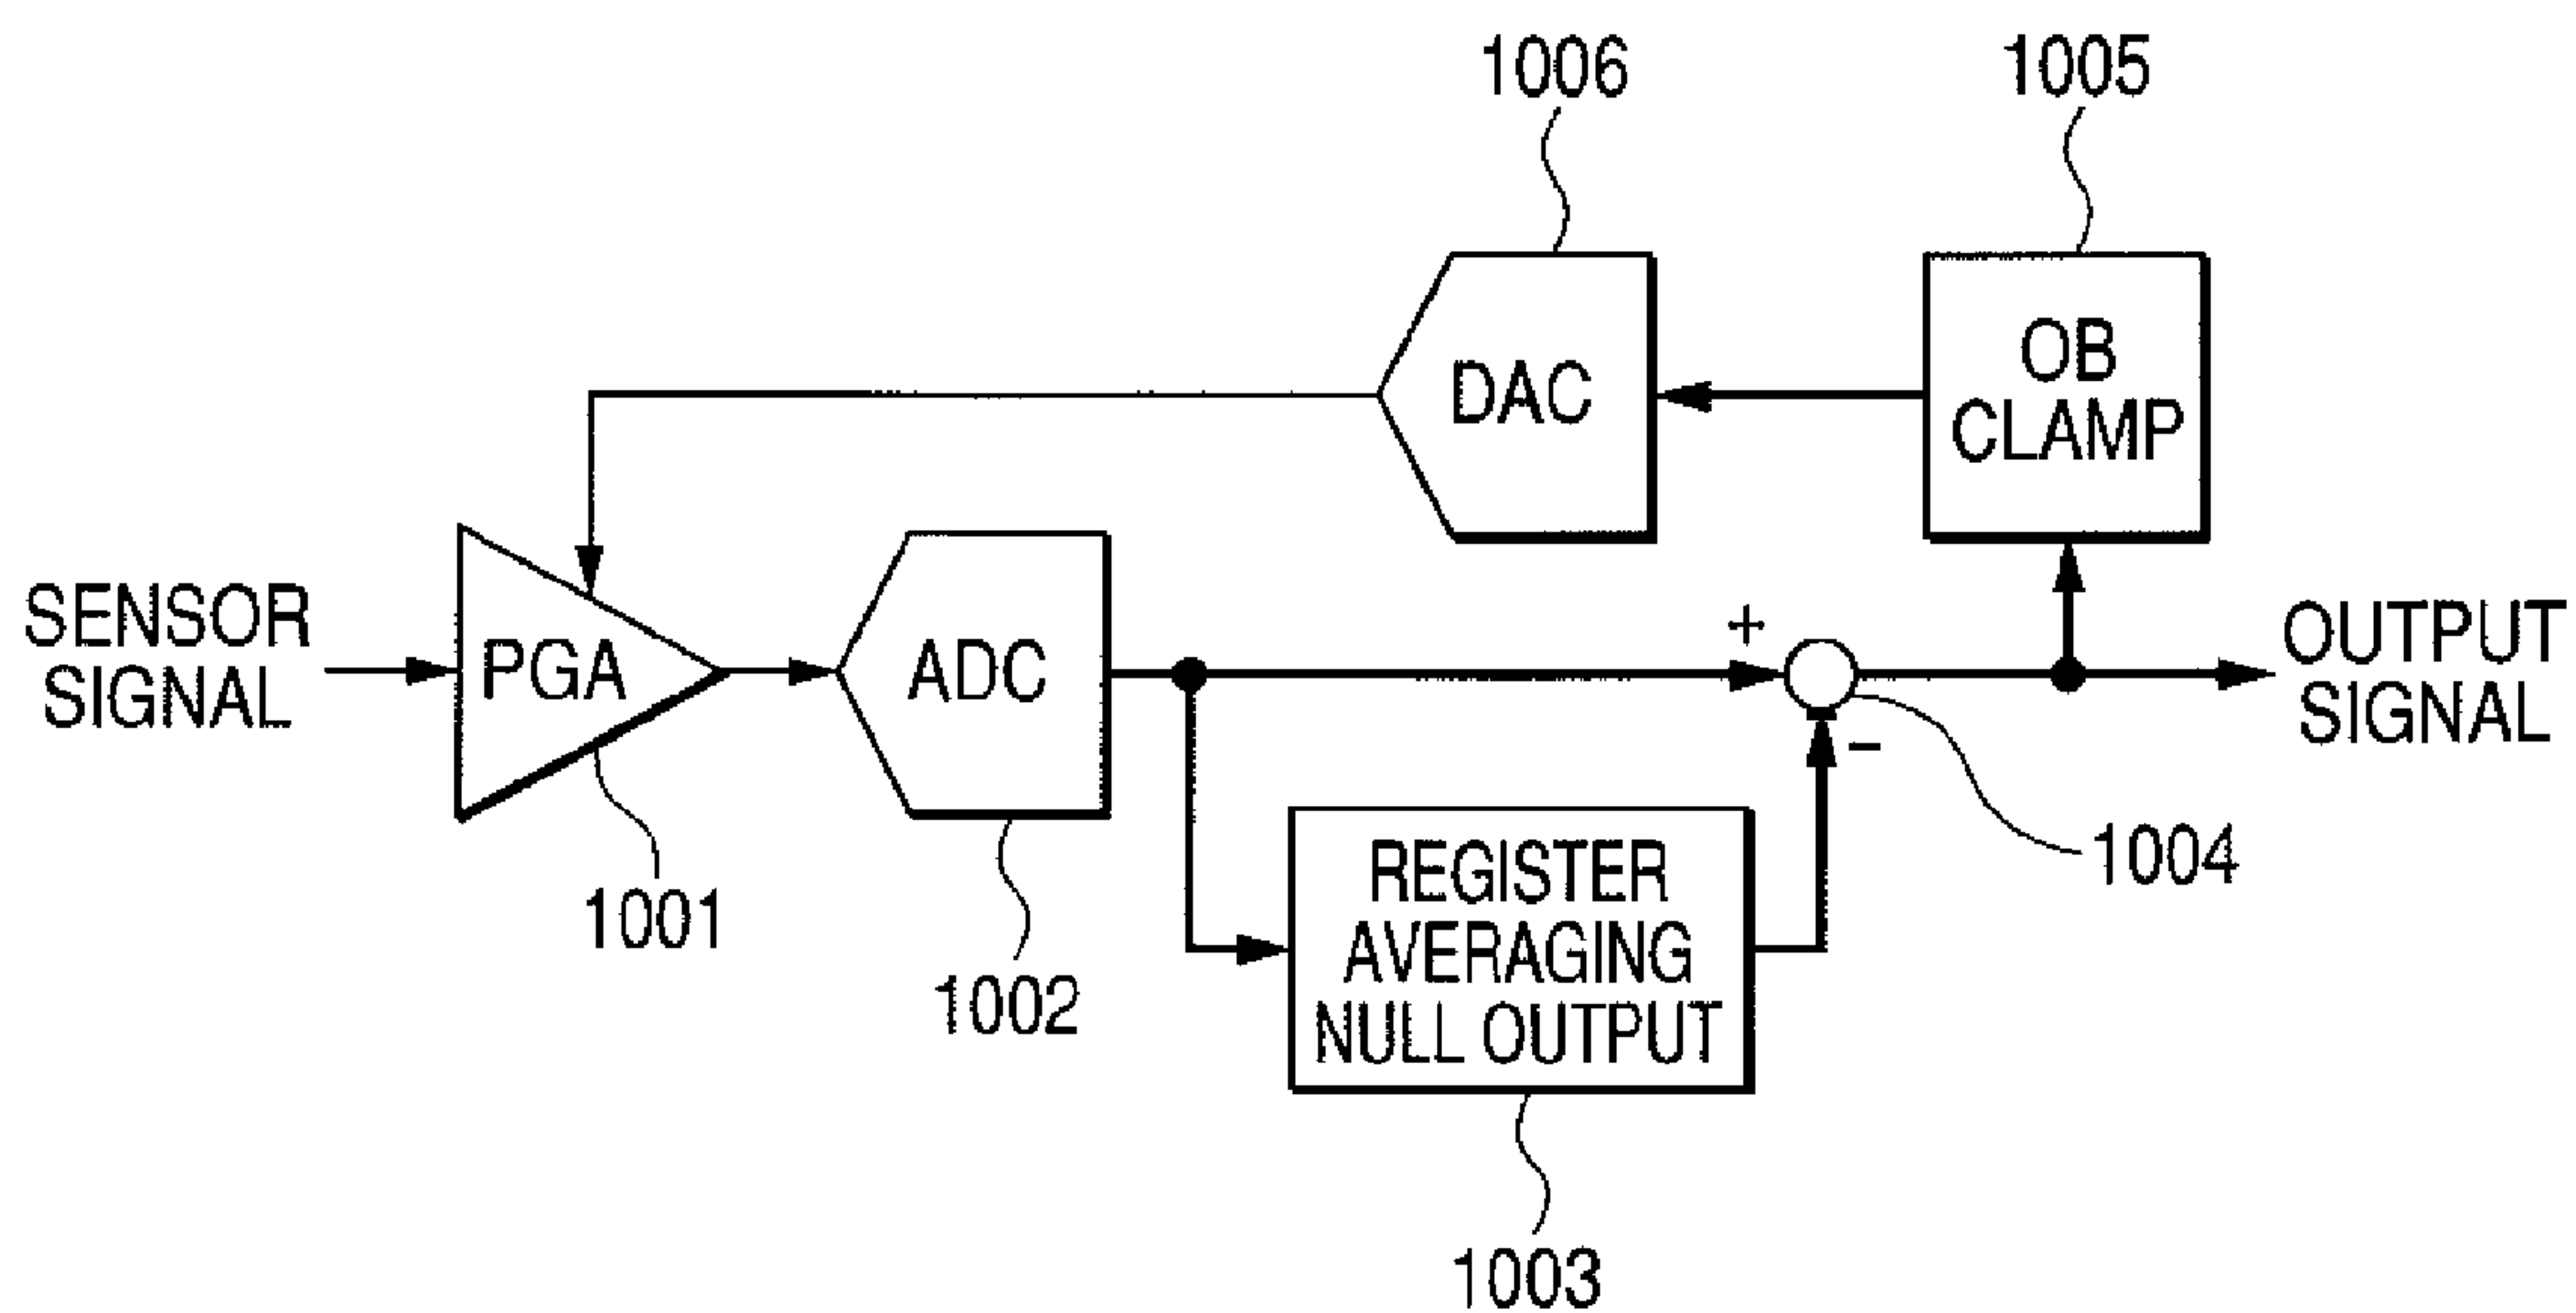 1006
1005
DAC
OB
CLAMP
SENSOR
SIGNAL
PGA
ADC
+
-
OUTPUT
SIGNAL
1001
1002
REGISTER
AVERAGING
NULL OUTPUT
1004
1003